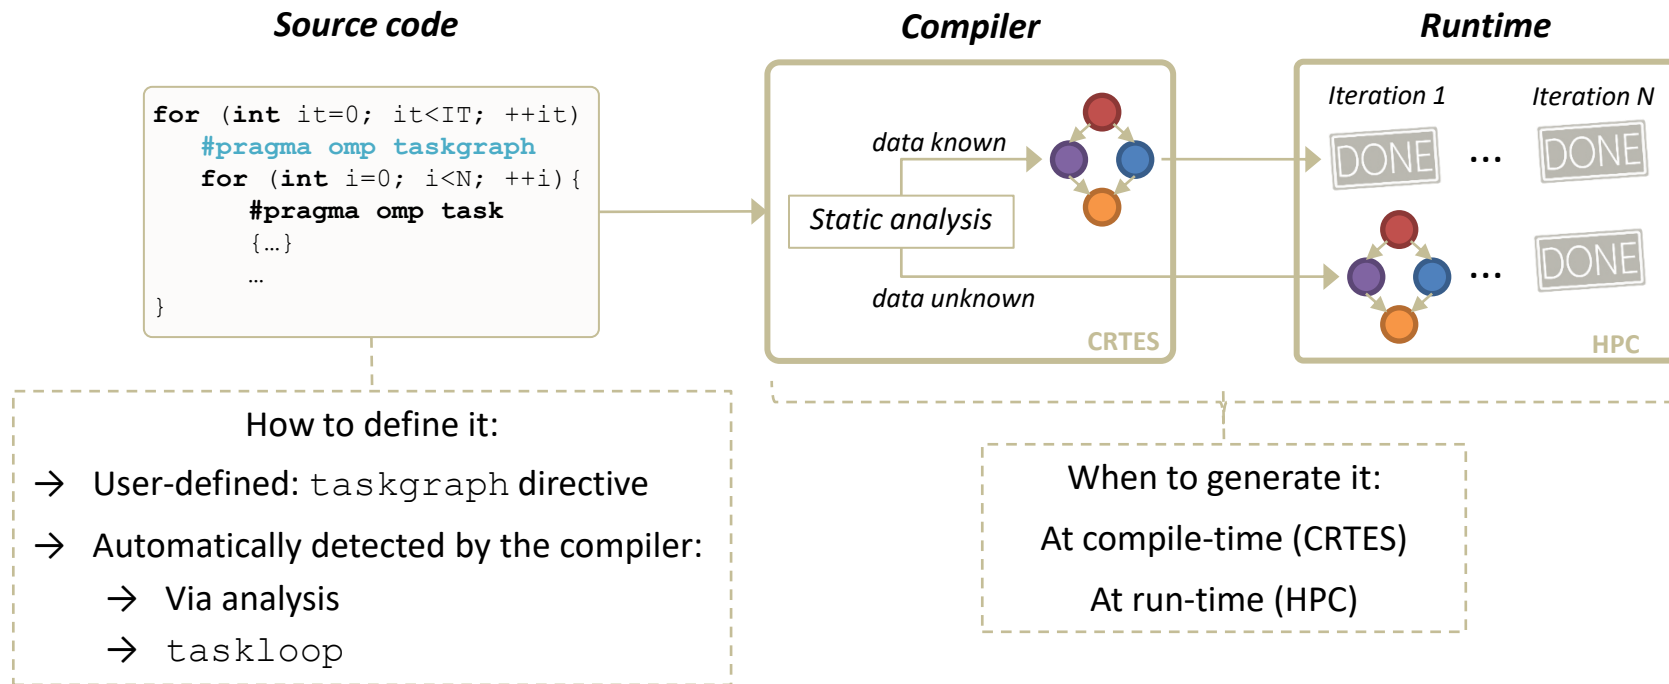 Source code
Compiler
Runtime
for (int it=0; it<IT; ++it)
#pragma omp taskgraph
for (int i=0; i<N; ++i){
#pragma omp task
{…}
…
}
data known
Static analysis
data unknown
CRTES
Iteration 1
Iteration N
DONE
...
DONE
...
DONE
HPC
How to define it:
→ User-defined: taskgraph directive
→ Automatically detected by the compiler:
→ Via analysis
→ taskloop
When to generate it:
At compile-time (CRTES)
At run-time (HPC)